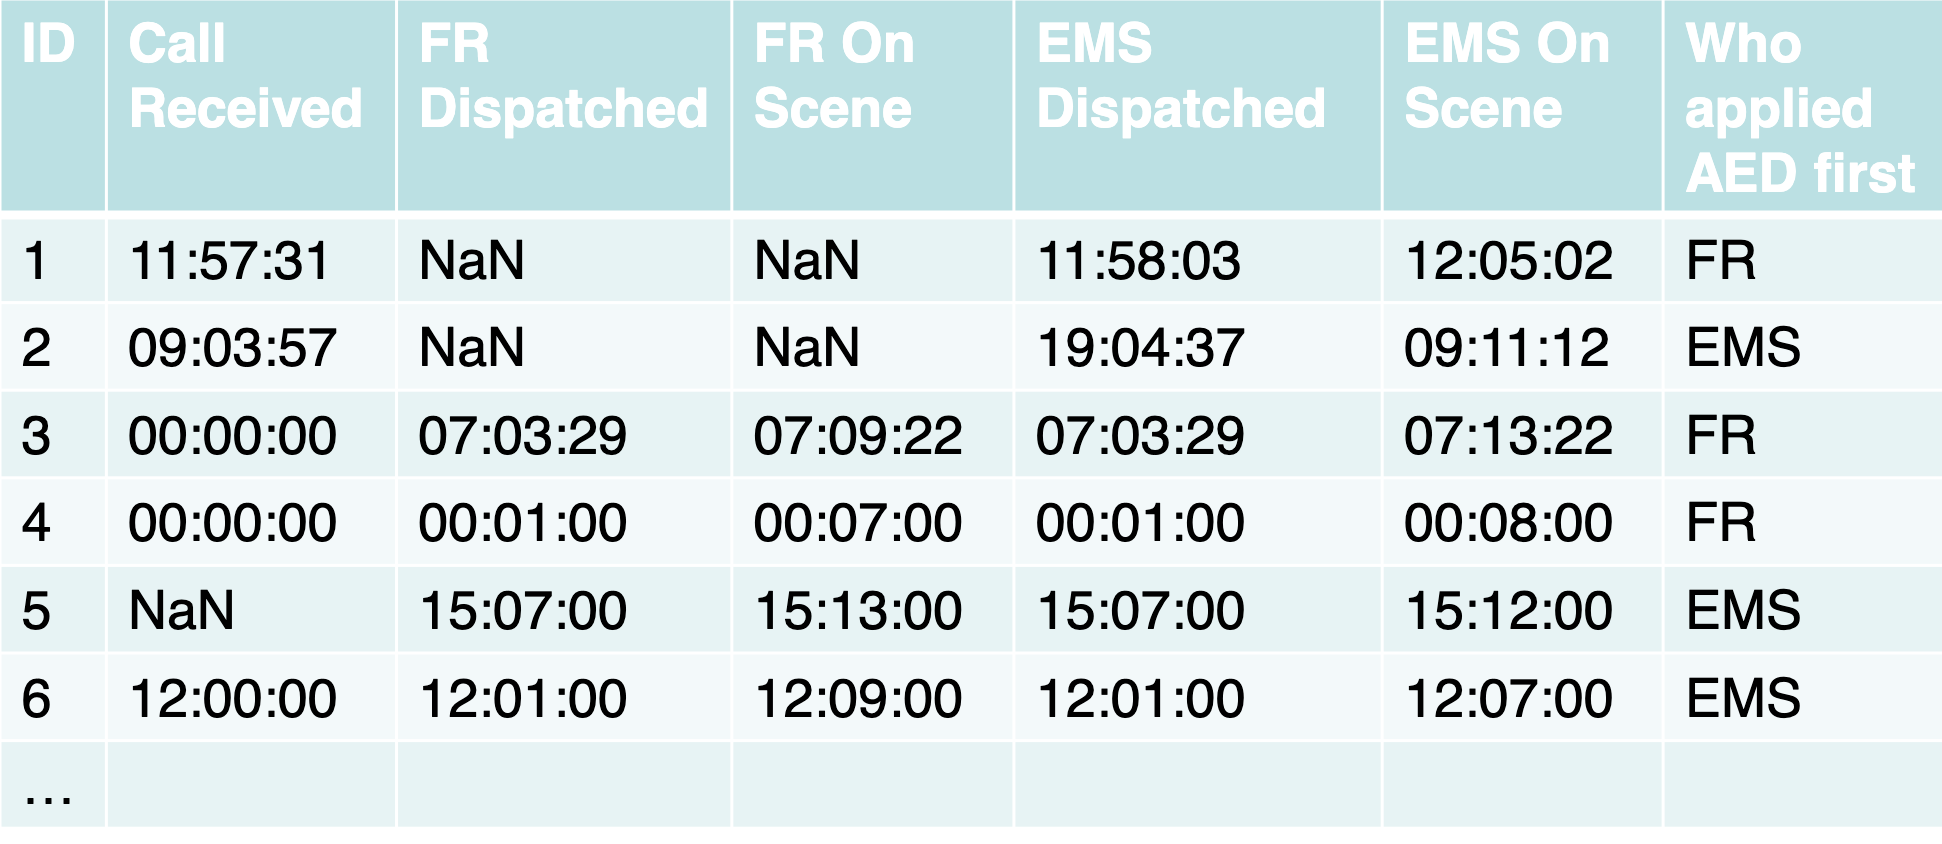 ID Call Received FR Dispatched FR On Scene EMS Dispatched EMS On Scene Who applied AED first
1 11:57:31 NaN NaN 11:58:03 12:05:02 FR
2 09:03:57 NaN NaN 19:04:37 09:11:12 EMS
3 00:00:00 07:03:29 07:09:22 07:03:29 07:13:22 FR
4 00:00:00 00:01:00 00:07:00 00:01:00 00:08:00 FR
5 NaN 15:07:00 15:13:00 15:07:00 15:12:00 EMS
6 12:00:00 12:01:00 12:09:00 12:01:00 12:07:00 EMS
…